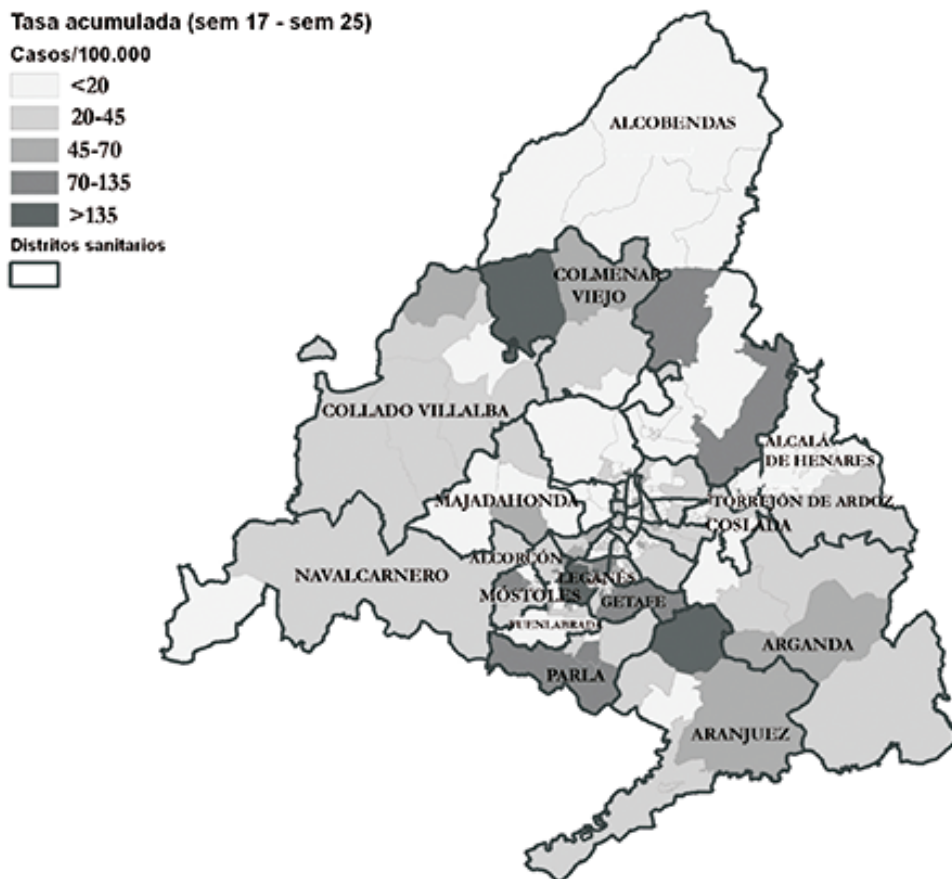 Tasa acumulada (sem 17 - sem 25)
Casos/100.000
<20
20-45
45-70
70-135
>135
Distritos sanitarios
ALCOBENDAS
COLMENAR
VIEJO
COLLADO VILLALBA
ALCALÁ
DE HENARES
MAJADAHONDA
TORREJÓN DE ARDOZ
COSLADA
ALCORCÓN
NAVALCARNERO
LEGANÉS
MÓSTOLES
GETAFE
FUENLABRADA
ARGANDA
PARLA
ARANJUEZ